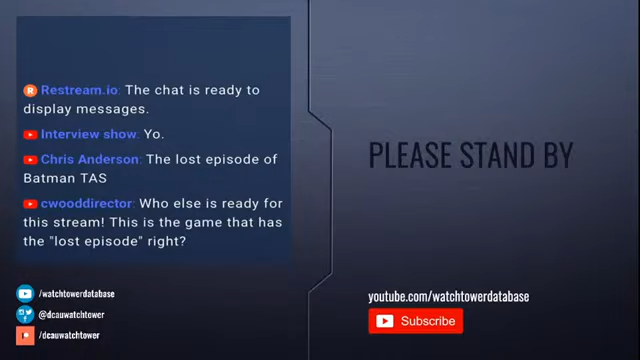 Restream.io: The chat is ready to
display messages.
Interview show: Yo.
Chris Anderson: The lost episode of
Batman TAS
cwooddirector: Who else is ready for
this stream! This is the game that has
the "lost episode" right?
PLEASE STAND BY
/watchtowerdatabase
@dcauwatchtower
/dcauwatchtower
youtube.com/watchtowerdatabase
Subscribe